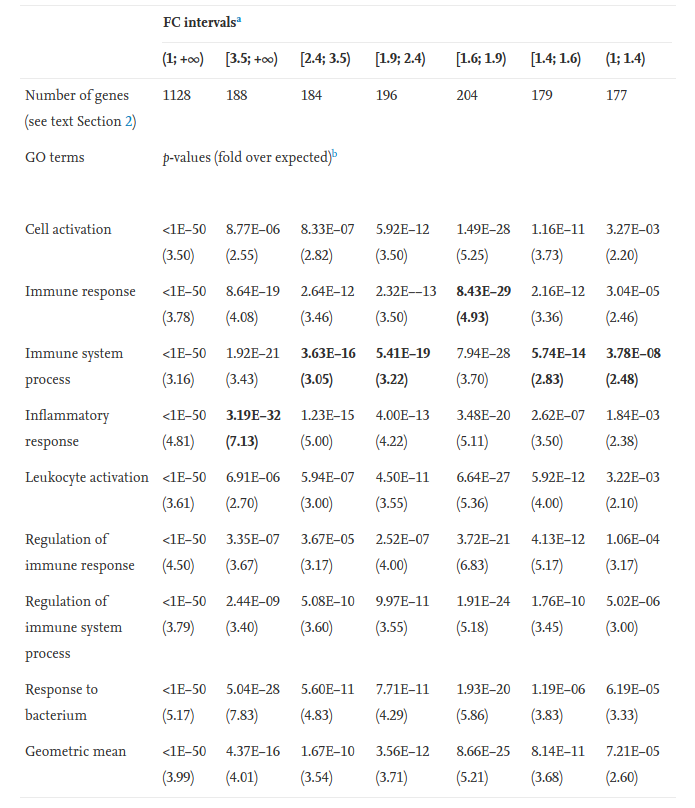 FC intervalsᵃ
(1; +∞) [3.5; +∞) [2.4; 3.5) [1.9; 2.4) [1.6; 1.9) [1.4; 1.6) (1; 1.4)
Number of genes 1128 188 184 196 204 179 177
(see text Section 2)
GO terms p-values (fold over expected)ᵇ
Cell activation <1E–50 8.77E–06 8.33E–07 5.92E–12 1.49E–28 1.16E–11 3.27E–03
(3.50) (2.55) (2.82) (3.50) (5.25) (3.73) (2.20)
Immune response <1E–50 8.64E–19 2.64E–12 2.32E-–13 8.43E–29 2.16E–12 3.04E–05
(3.78) (4.08) (3.46) (3.50) (4.93) (3.36) (2.46)
Immune system <1E–50 1.92E–21 3.63E–16 5.41E–19 7.94E–28 5.74E–14 3.78E–08
process (3.16) (3.43) (3.05) (3.22) (3.70) (2.83) (2.48)
Inflammatory <1E–50 3.19E–32 1.23E–15 4.00E–13 3.48E–20 2.62E–07 1.84E–03
response (4.81) (7.13) (5.00) (4.22) (5.11) (3.50) (2.38)
Leukocyte activation <1E–50 6.91E–06 5.94E–07 4.50E–11 6.64E–27 5.92E–12 3.22E–03
(3.61) (2.70) (3.00) (3.55) (5.36) (4.00) (2.10)
Regulation of <1E–50 3.35E–07 3.67E–05 2.52E–07 3.72E–21 4.13E–12 1.06E–04
immune response (4.50) (3.67) (3.17) (4.00) (6.83) (5.17) (3.17)
Regulation of <1E–50 2.44E–09 5.08E–10 9.97E–11 1.91E–24 1.76E–10 5.02E–06
immune system (3.79) (3.40) (3.60) (3.55) (5.18) (3.45) (3.00)
process
Response to <1E–50 5.04E–28 5.60E–11 7.71E–11 1.93E–20 1.19E–06 6.19E–05
bacterium (5.17) (7.83) (4.83) (4.29) (5.86) (3.83) (3.33)
Geometric mean <1E–50 4.37E–16 1.67E–10 3.56E–12 8.66E–25 8.14E–11 7.21E–05
(3.99) (4.01) (3.54) (3.71) (5.21) (3.68) (2.60)